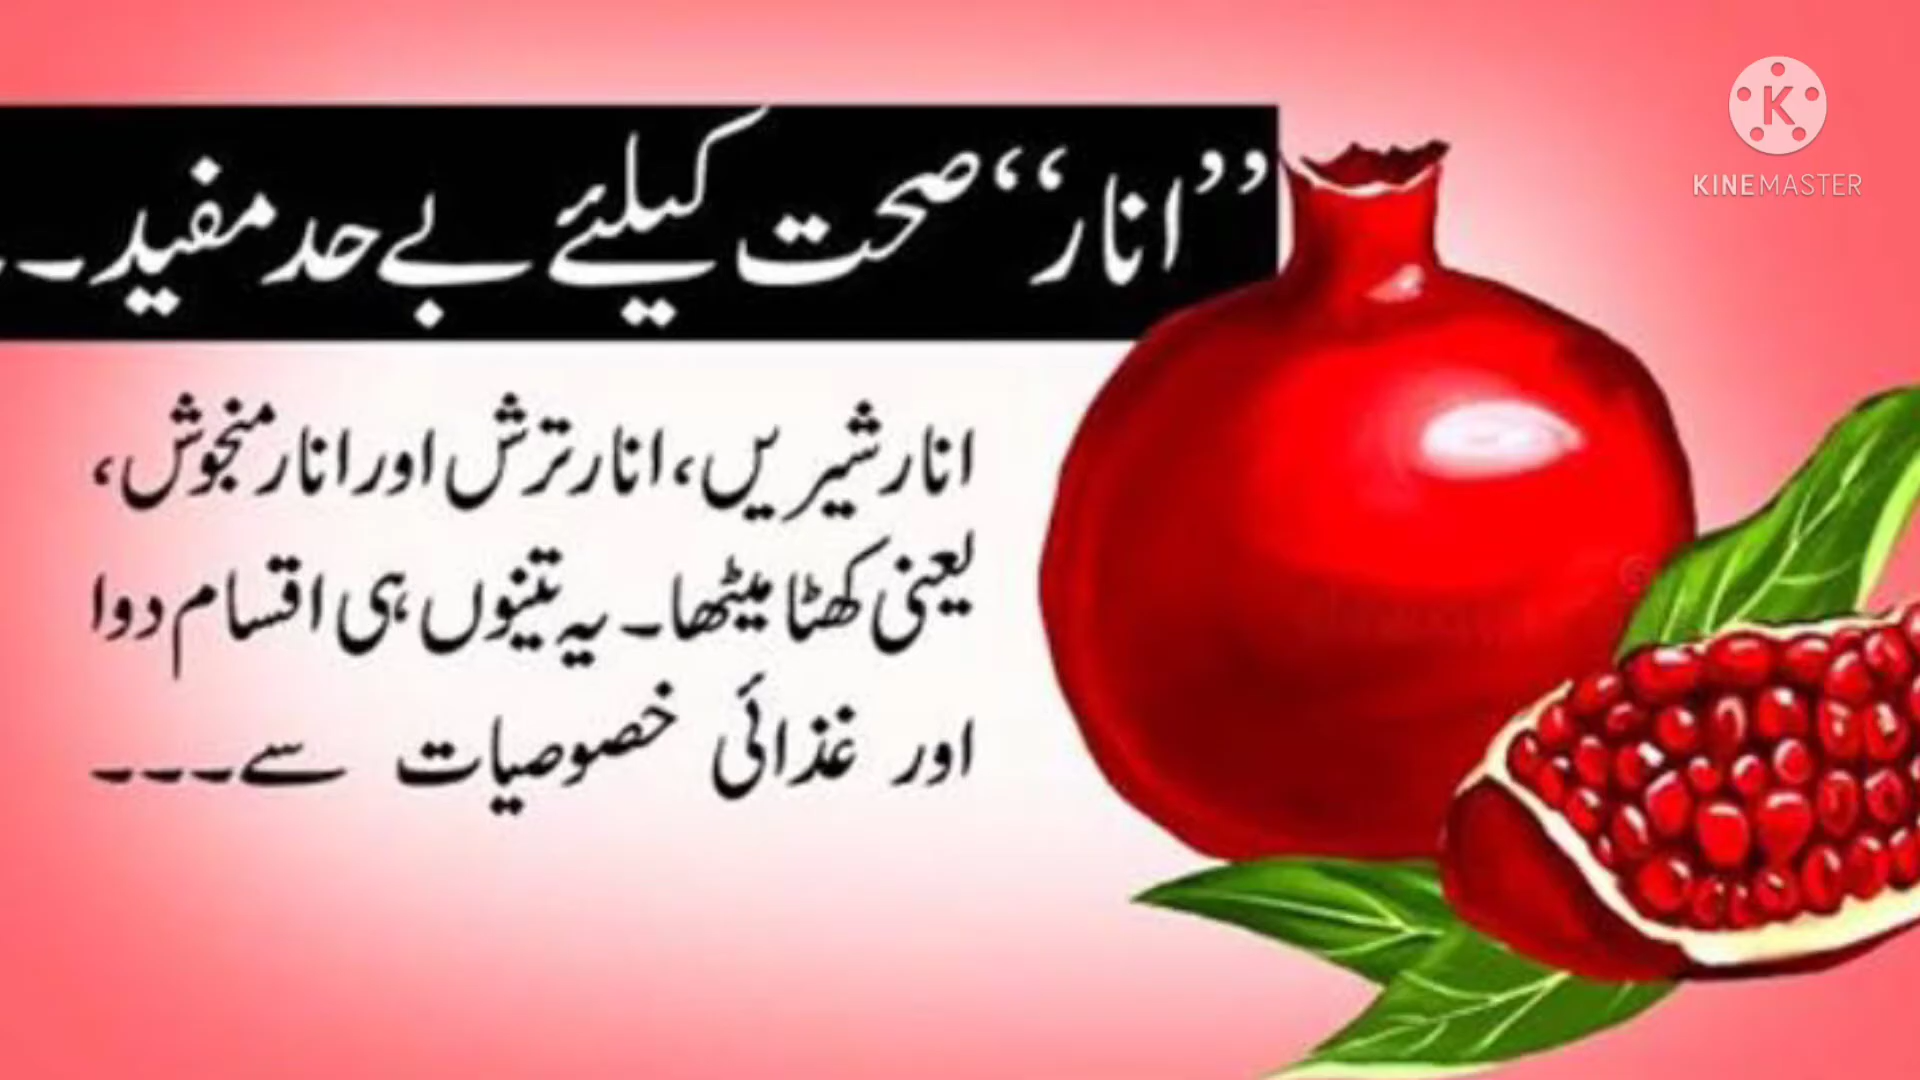 ”انار“ صحت کیلئے بے حد مفید۔۔
انار شیریں، انار ترش اور انار منجوش،
یعنی کھٹا میٹھا۔ یہ تینوں ہی اقسام دوا
اور غذائی خصوصیات سے۔۔۔۔
K
KINEMASTER